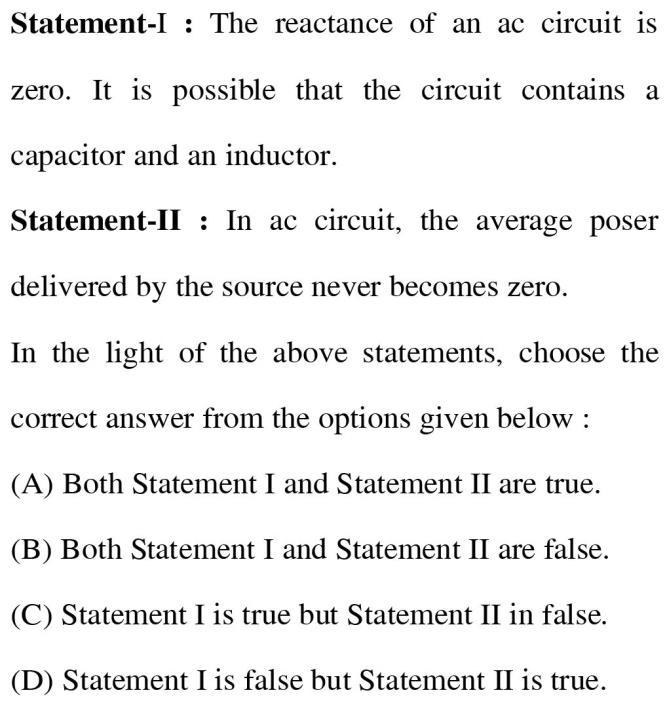 Statement-I : The reactance of an ac circuit is
zero. It is possible that the circuit contains a
capacitor and an inductor.
Statement-II : In ac circuit, the average poser
delivered by the source never becomes zero.
In the light of the above statements, choose the
correct answer from the options given below :
(A) Both Statement I and Statement II are true.
(B) Both Statement I and Statement II are false.
(C) Statement I is true but Statement II in false.
(D) Statement I is false but Statement II is true.